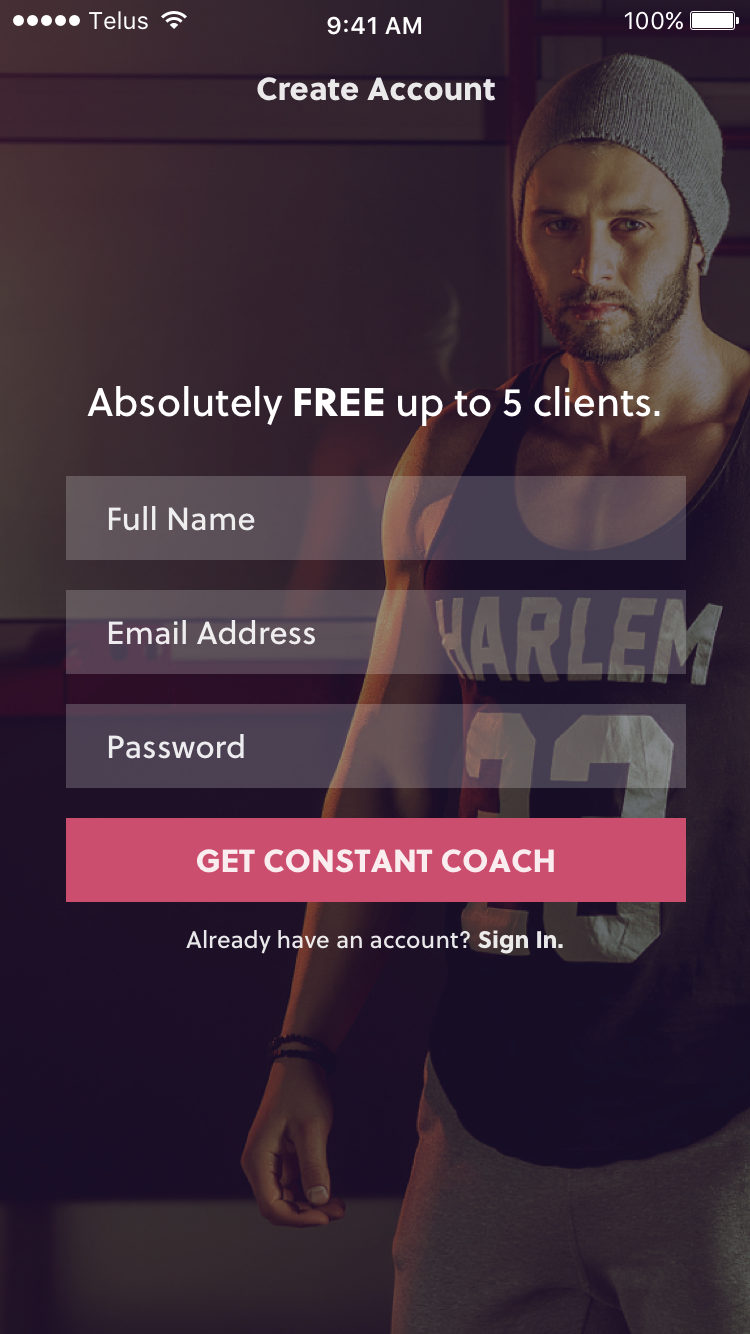 Telus 9:41 AM 100%
Create Account
Absolutely FREE up to 5 clients.
Full Name
Email Address
HARLEM
Password
23
GET CONSTANT COACH
Already have an account? Sign In.